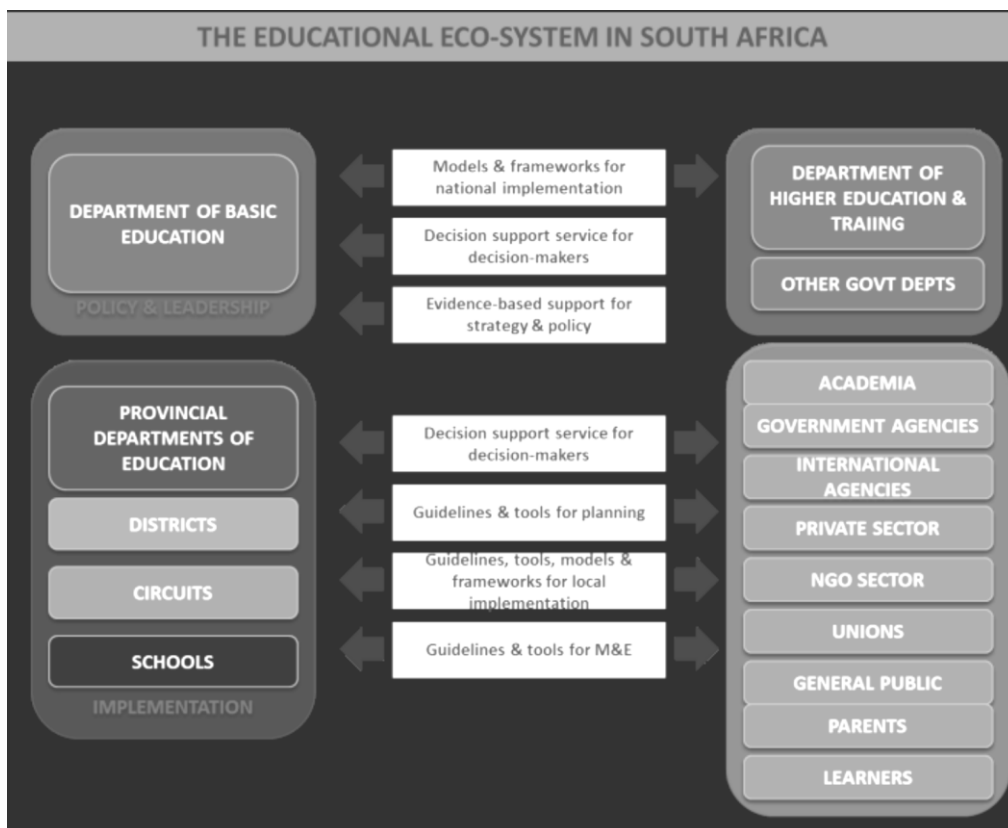 THE EDUCATIONAL ECO-SYSTEM IN SOUTH AFRICA
DEPARTMENT OF BASIC
EDUCATION
POLICY & LEADERSHIP
PROVINCIAL
DEPARTMENTS OF
EDUCATION
DISTRICTS
CIRCUITS
SCHOOLS
IMPLEMENTATION
Models & frameworks for
national implementation
Decision support service for
decision-makers
Evidence-based support for
strategy & policy
Decision support service for
decision-makers
Guidelines & tools for planning
Guidelines, tools, models &
frameworks for local
implementation
Guidelines & tools for M&E
DEPARTMENT OF
HIGHER EDUCATION &
TRAIING
OTHER GOVT DEPTS
ACADEMIA
GOVERNMENT AGENCIES
INTERNATIONAL
AGENCIES
PRIVATE SECTOR
NGO SECTOR
UNIONS
GENERAL PUBLIC
PARENTS
LEARNERS